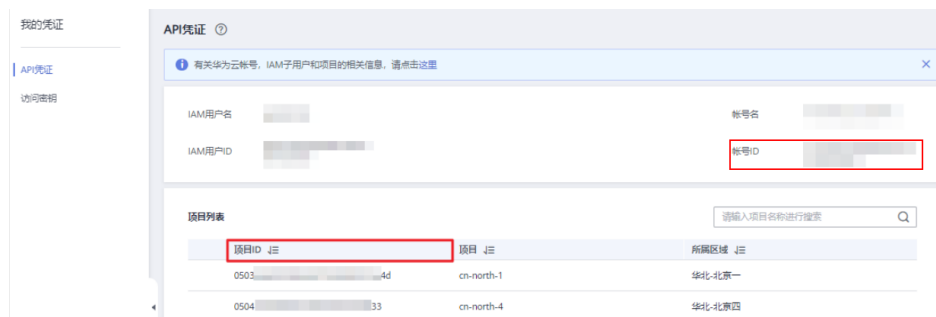 我的凭证
API凭证
访问密钥
API凭证 ?
有关华为云帐号，IAM子用户和项目的相关信息，请点击这里
IAM用户名
帐号名
IAM用户ID
帐号ID
项目列表
请输入项目名称进行搜索
项目ID 项目 所属区域
0503 4d cn-north-1 华北-北京一
0504 33 cn-north-4 华北-北京四